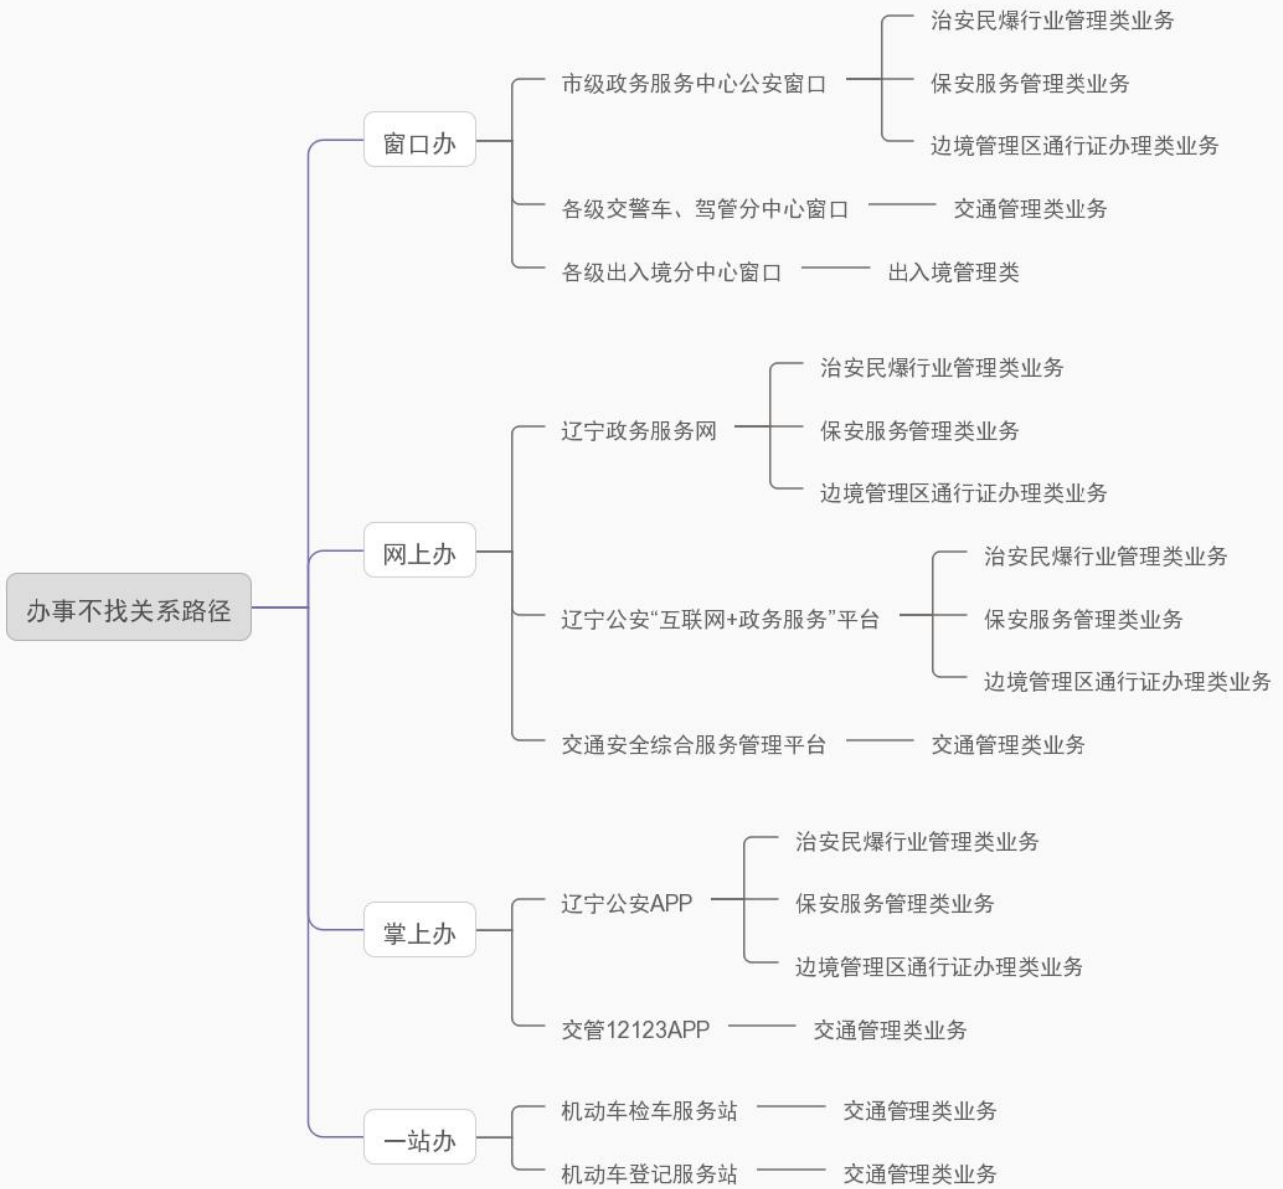 办事不找关系路径
窗口办
市级政务服务中心公安窗口
治安民爆行业管理类业务
保安服务管理类业务
边境管理区通行证办理类业务
各级交警车、驾管分中心窗口
交通管理类业务
各级出入境分中心窗口
出入境管理类
网上办
辽宁政务服务网
治安民爆行业管理类业务
保安服务管理类业务
边境管理区通行证办理类业务
辽宁公安“互联网+政务服务”平台
治安民爆行业管理类业务
保安服务管理类业务
边境管理区通行证办理类业务
交通安全综合服务管理平台
交通管理类业务
掌上办
辽宁公安APP
治安民爆行业管理类业务
保安服务管理类业务
边境管理区通行证办理类业务
交管12123APP
交通管理类业务
一站办
机动车检车服务站
交通管理类业务
机动车登记服务站
交通管理类业务